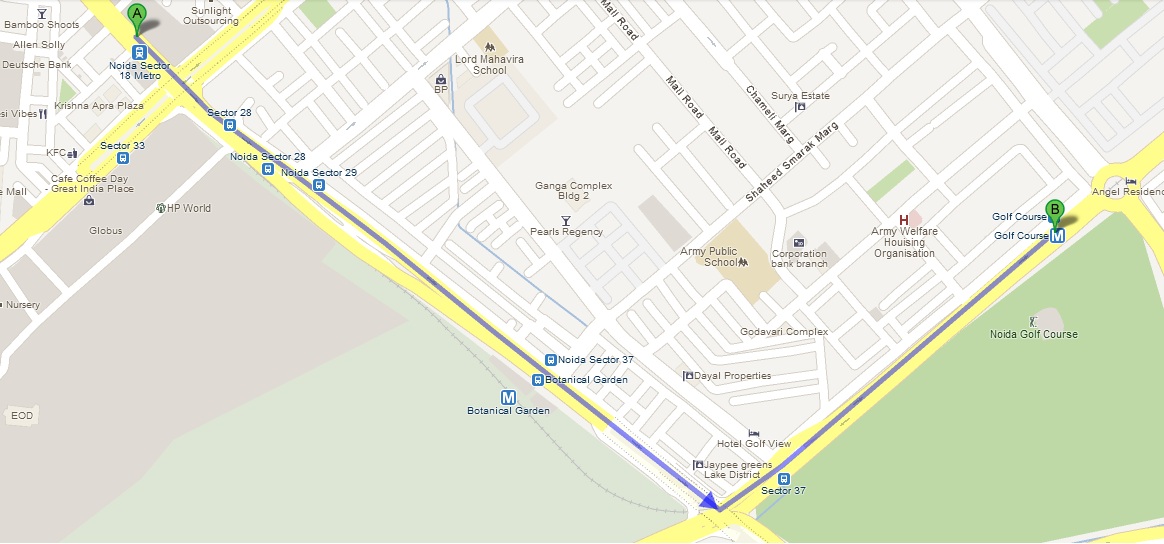 Sunlight
Outsourcing
A
Bamboo Shoots
Allen Solly
Deutsche Bank
Noida Sector
18 Metro
Mall Road
Lord Mahavira
School
BP
Krishna Apra Plaza
si Vibes
Sector 28
KFC
Sector 33
Noida Sector 28
Noida Sector 29
Cafe Coffee Day
- Great India Place
e Mall
HP World
Globus
Mall Road
Mall Road
Chameli Marg
Surya Estate
Shaheed Smarak Marg
Ganga Complex
Bldg 2
Pearls Regency
Army Public
School
Corporation
bank branch
H
Army Welfare
Houising
Organisation
Angel Residenc
B
Golf Course
Golf Course
M
Nursery
Godavari Complex
Noida Golf Course
Noida Sector 37
Botanical Garden
M
Botanical Garden
Dayal Properties
EOD
Hotel Golf View
Jaypee greens
Lake District
Sector 37